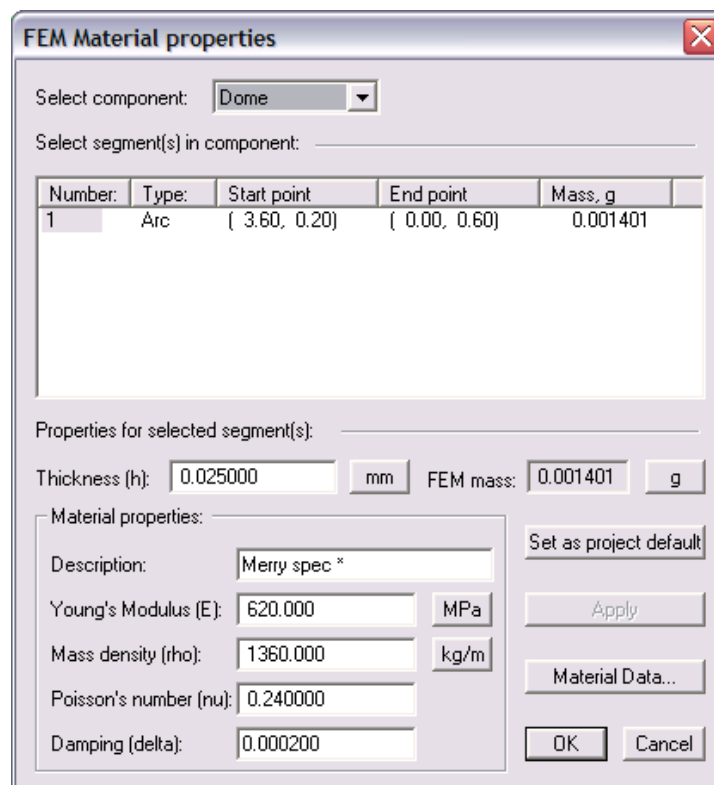 FEM Material properties
Select component: Dome
Select segment(s) in component:
Number: Type: Start point End point Mass, g
1 Arc ( 3.60, 0.20) ( 0.00, 0.60) 0.001401
Properties for selected segment(s):
Thickness (h): 0.025000 mm FEM mass: 0.001401 g
Material properties:
Set as project default
Description: Merry spec *
Young's Modulus (E): 620.000 MPa Apply
Mass density (rho): 1360.000 kg/m
Material Data...
Poisson's number (nu): 0.240000
Damping (delta): 0.000200 OK Cancel